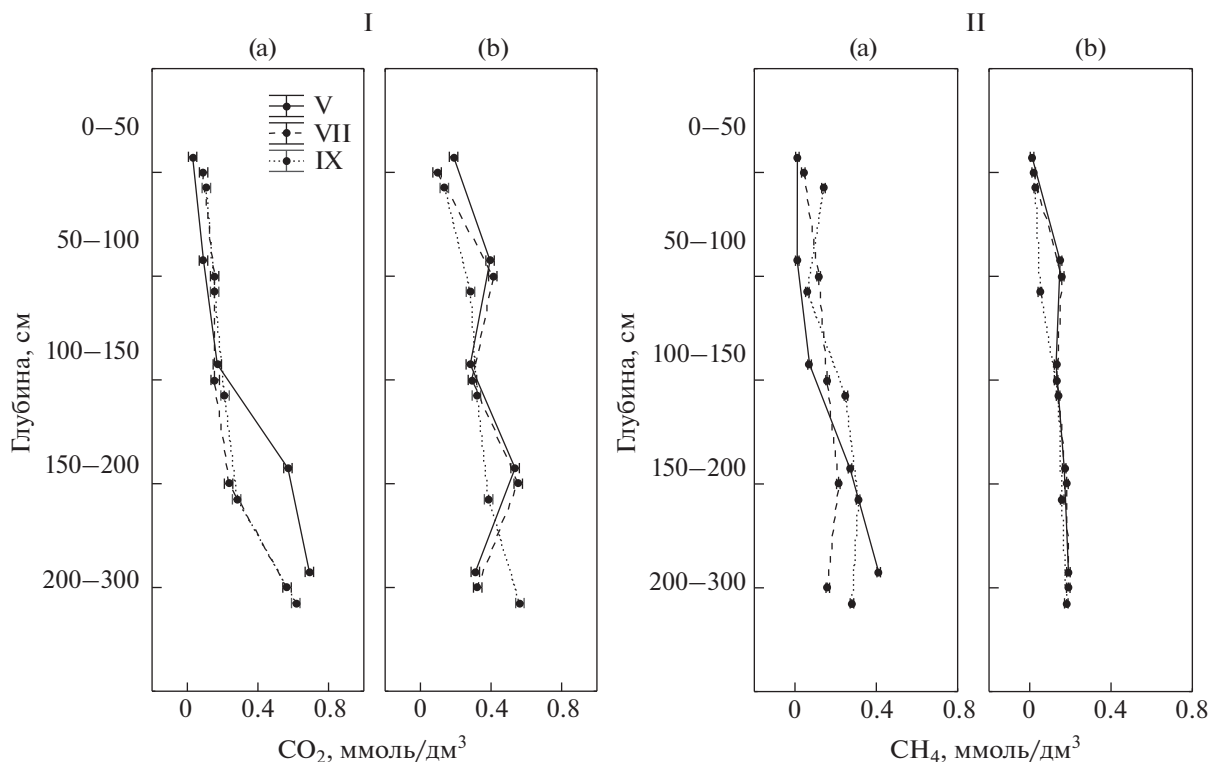 I
II
(a)
(b)
(a)
(b)
V
VII
IX
0–50
50–100
100–150
150–200
200–300
Глубина, см
0–50
50–100
100–150
150–200
200–300
Глубина, см
0 0.4 0.8 0 0.4 0.8
0 0.4 0.8 0 0.4 0.8
CO₂, ммоль/дм³
CH₄, ммоль/дм³